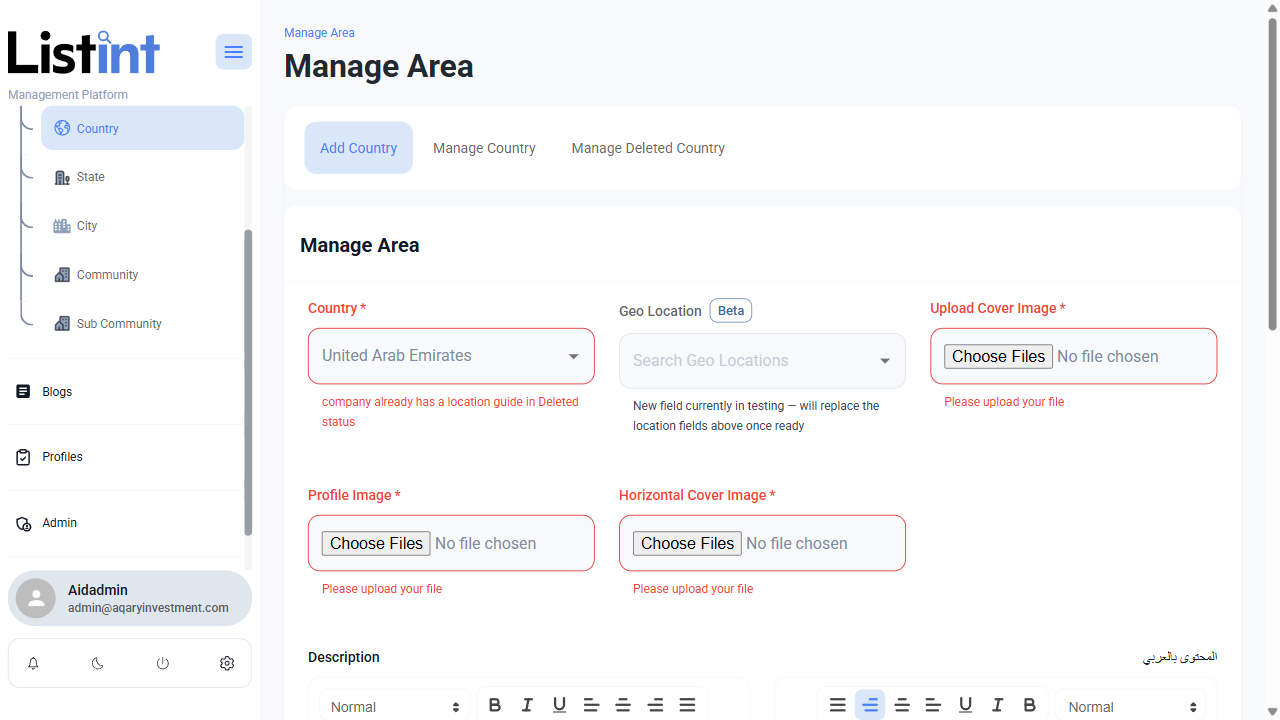 Listint
Management Platform
Country
State
City
Community
Sub Community
Blogs
Profiles
Admin
Aidadmin
admin@aqaryinvestment.com
Manage Area
Manage Area
Add Country
Manage Country
Manage Deleted Country
Manage Area
Country *
United Arab Emirates
company already has a location guide in Deleted
status
Geo Location Beta
Search Geo Locations
New field currently in testing — will replace the
location fields above once ready
Upload Cover Image *
Choose Files No file chosen
Please upload your file
Profile Image *
Choose Files No file chosen
Please upload your file
Horizontal Cover Image *
Choose Files No file chosen
Please upload your file
Description
المحتوى بالعربي
Normal B I U
U I B Normal